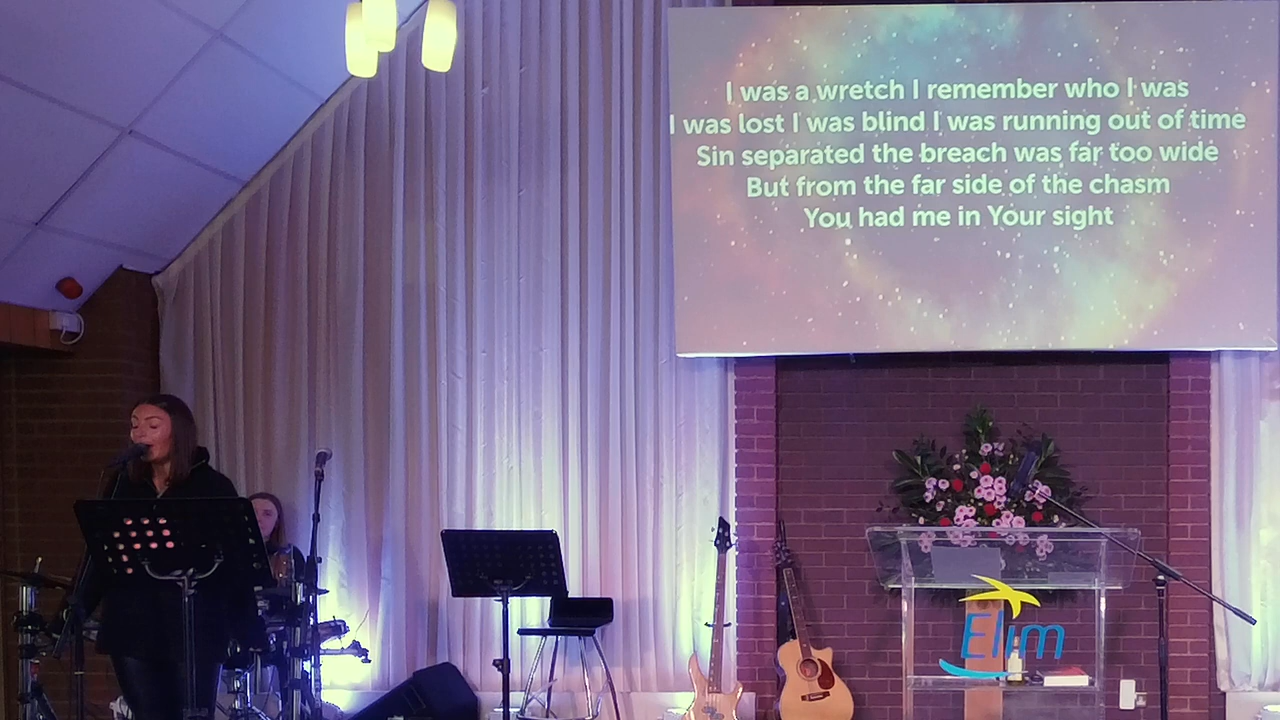 I was a wretch I remember who I was
I was lost I was blind I was running out of time
Sin separated the breach was far too wide
But from the far side of the chasm
You had me in Your sight
Elim